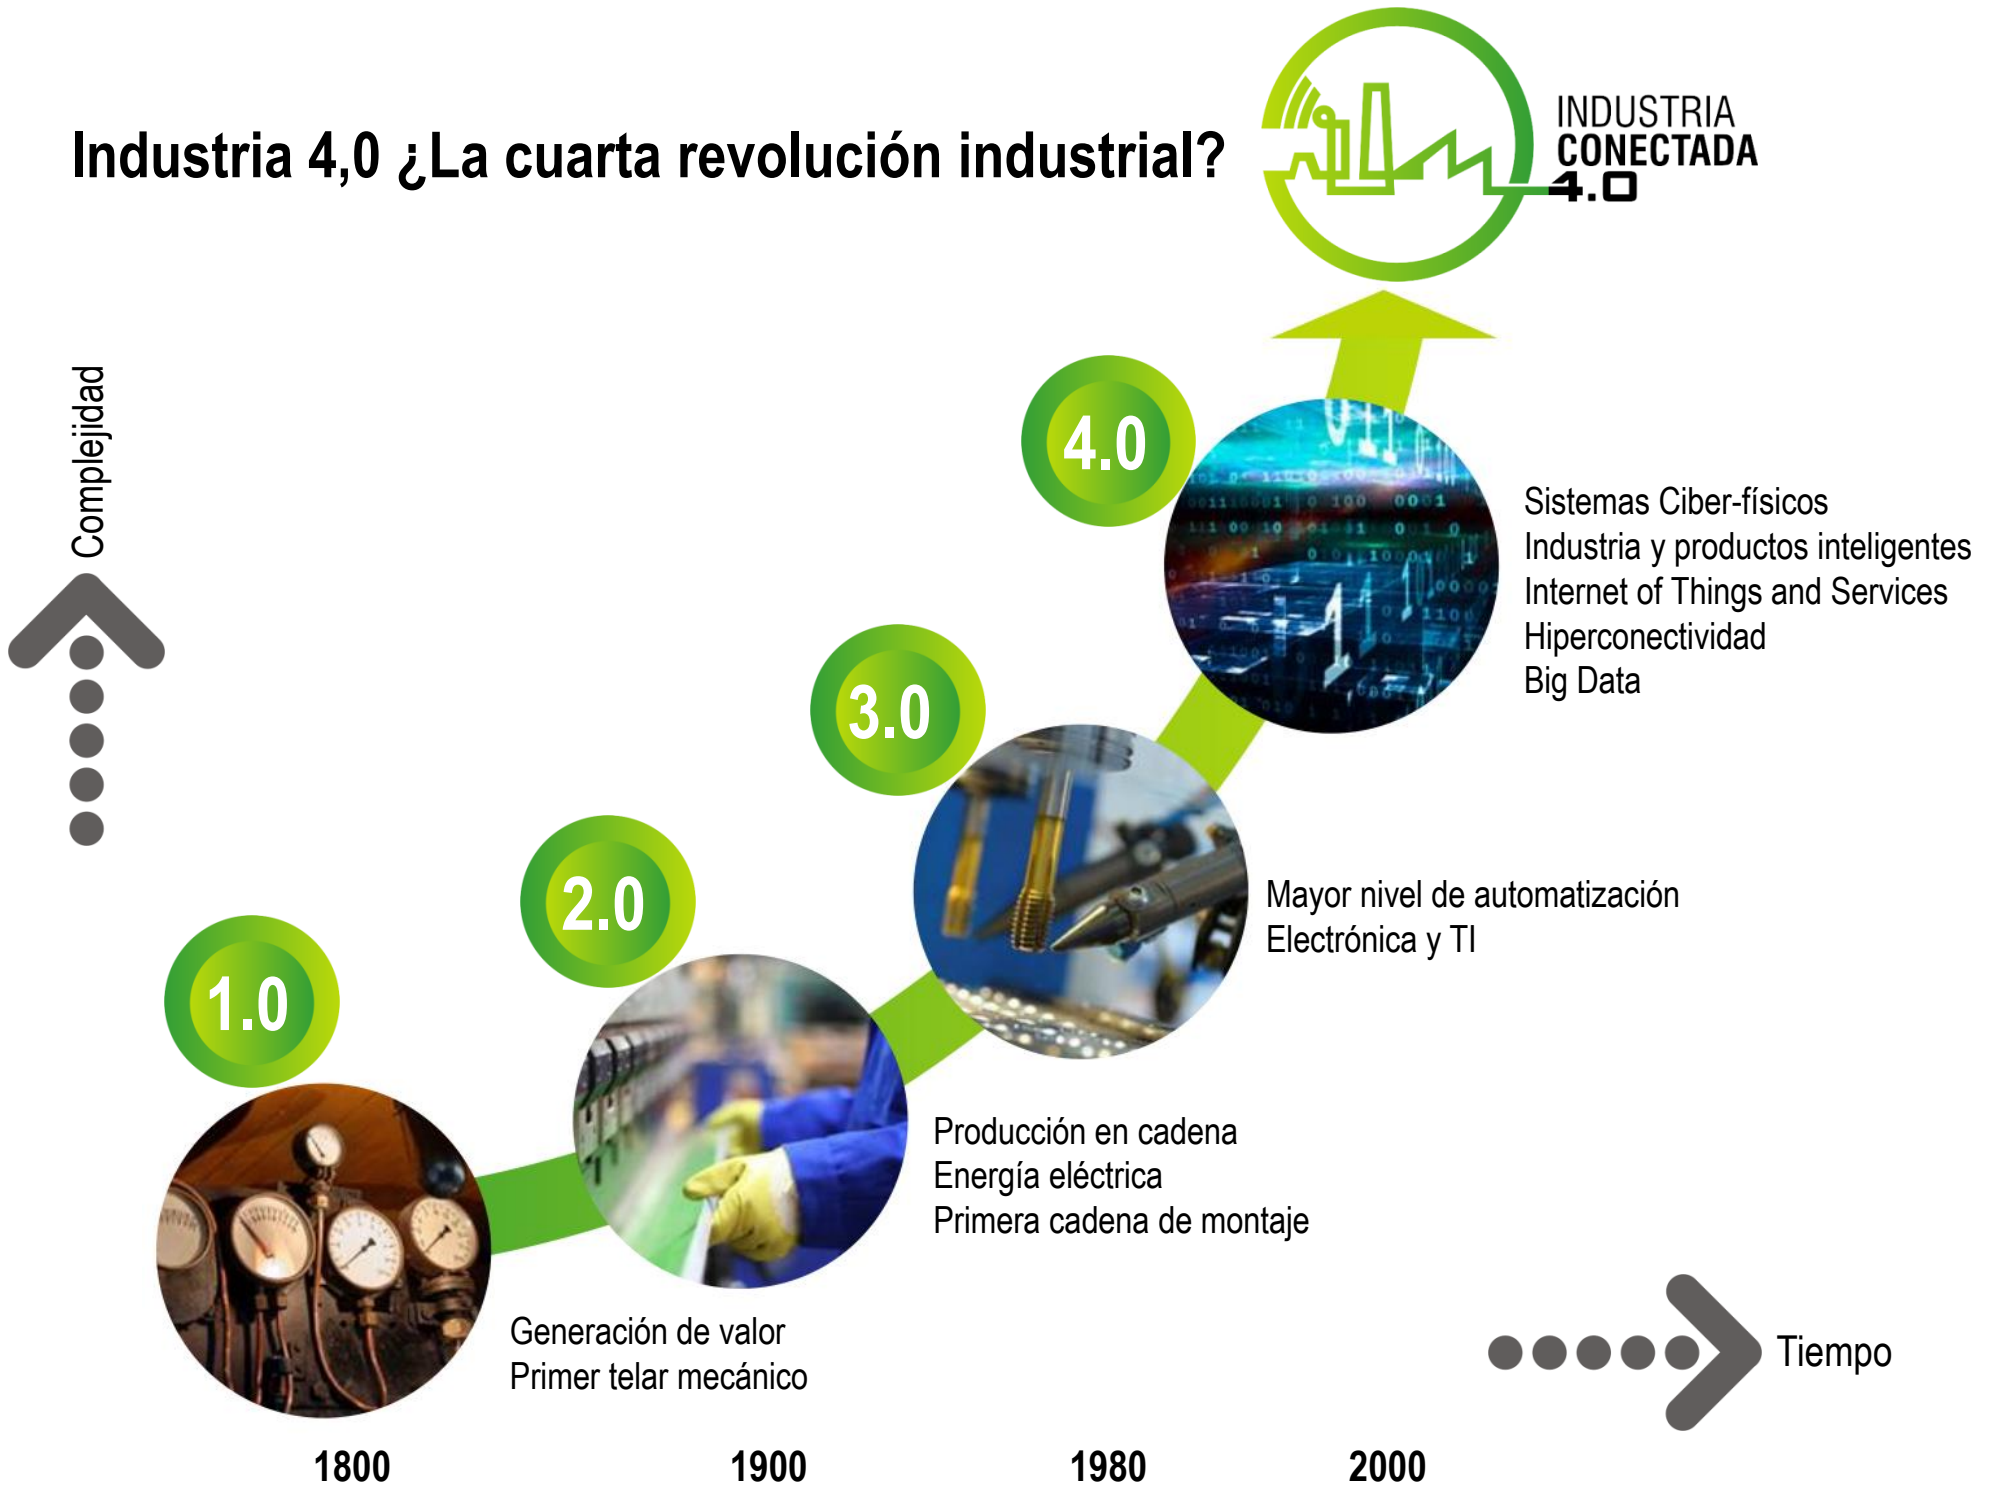 Industria 4,0 ¿La cuarta revolución industrial?
INDUSTRIA
CONECTADA
4.0
Complejidad
4.0
Sistemas Ciber-físicos
Industria y productos inteligentes
Internet of Things and Services
Hiperconectividad
Big Data
3.0
Mayor nivel de automatización
Electrónica y TI
2.0
Producción en cadena
Energía eléctrica
Primera cadena de montaje
1.0
Generación de valor
Primer telar mecánico
Tiempo
1800
1900
1980
2000